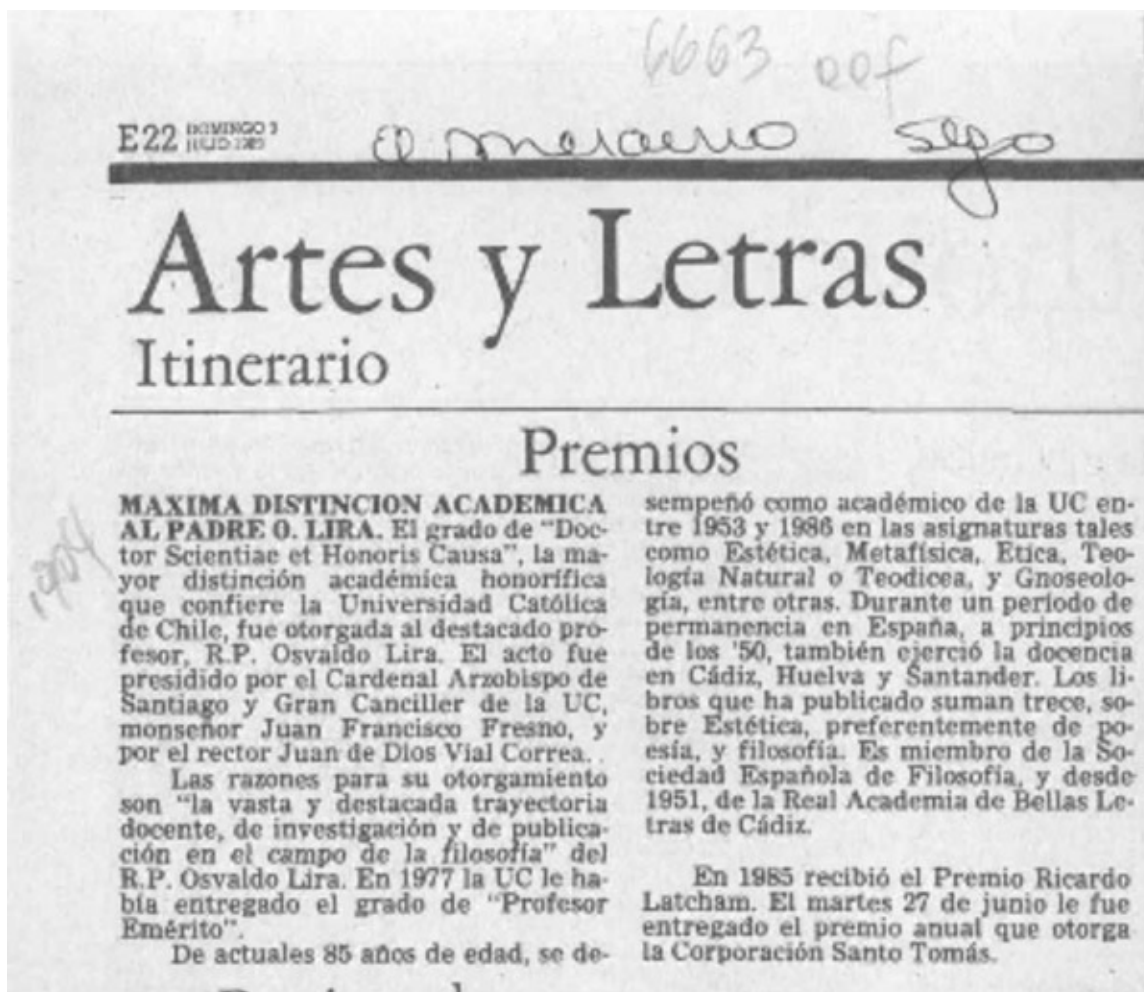 6663
E22 DOMINGO
JULIO 1989
el mercurio Stgo
Artes y Letras
Itinerario
Premios
MAXIMA DISTINCION ACADEMICA
AL PADRE O. LIRA. El grado de “Doc-
tor Scientiae et Honoris Causa”, la ma-
yor distinción académica honorífica
que confiere la Universidad Católica
de Chile, fue otorgada al destacado pro-
fesor, R.P. Osvaldo Lira. El acto fue
presidido por el Cardenal Arzobispo de
Santiago y Gran Canciller de la UC,
monseñor Juan Francisco Fresno, y
por el rector Juan de Dios Vial Correa.
Las razones para su otorgamiento
son “la vasta y destacada trayectoria
docente, de investigación y de publica-
ción en el campo de la filosofía” del
R.P. Osvaldo Lira. En 1977 la UC le ha-
bía entregado el grado de “Profesor
Emérito”.
De actuales 85 años de edad, se de-
sempeñó como académico de la UC en-
tre 1953 y 1986 en las asignaturas tales
como Estética, Metafísica, Etica, Teo-
logía Natural o Teodicea, y Gnoseolo-
gía, entre otras. Durante un período de
permanencia en España, a principios
de los '50, también ejerció la docencia
en Cádiz, Huelva y Santander. Los li-
bros que ha publicado suman trece, so-
bre Estética, preferentemente de po-
esía, y filosofía. Es miembro de la So-
ciedad Española de Filosofía, y desde
1951, de la Real Academia de Bellas Le-
tras de Cádiz.
En 1985 recibió el Premio Ricardo
Latcham. El martes 27 de junio le fue
entregado el premio anual que otorga
la Corporación Santo Tomás.
1904